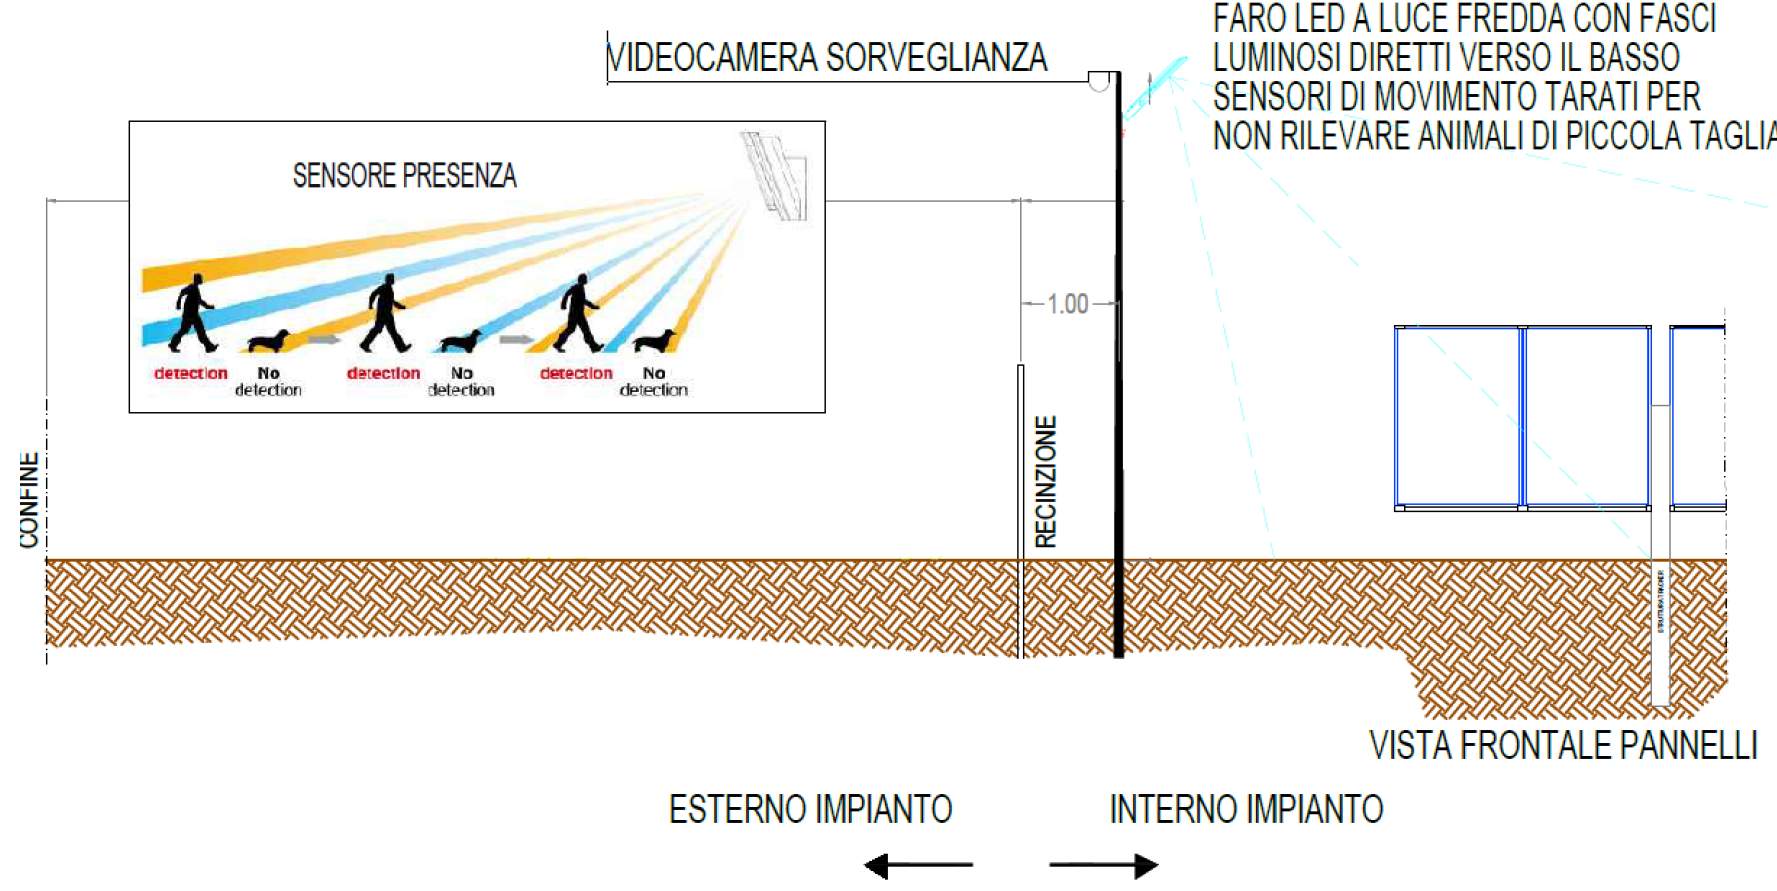 FARO LED A LUCE FREDDA CON FASCI
LUMINOSI DIRETTI VERSO IL BASSO
SENSORI DI MOVIMENTO TARATI PER
NON RILEVARE ANIMALI DI PICCOLA TAGLIA
VIDEOCAMERA SORVEGLIANZA
SENSORE PRESENZA
detection
No
detection
detection
No
detection
detection
No
detection
1.00
CONFINE
RECINZIONE
STRUTTURA TRACKER
VISTA FRONTALE PANNELLI
ESTERNO IMPIANTO
INTERNO IMPIANTO